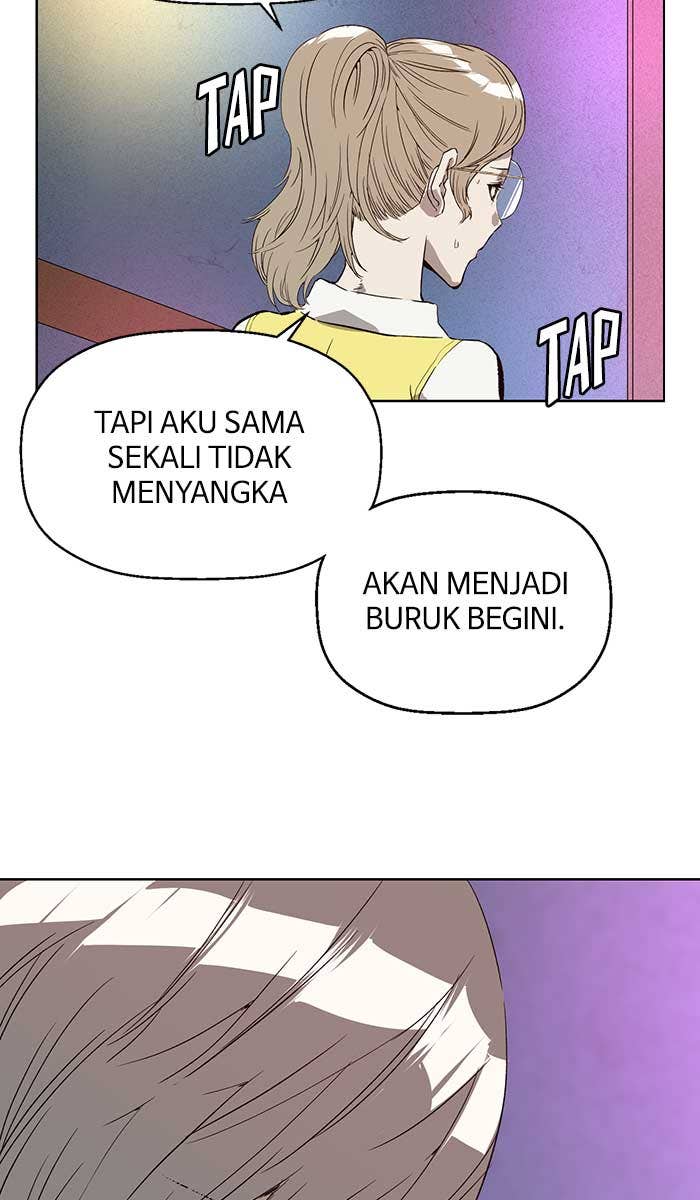 TAP
TAP
TAPI AKU SAMA
SEKALI TIDAK
MENYANGKA
AKAN MENJADI
BURUK BEGINI.